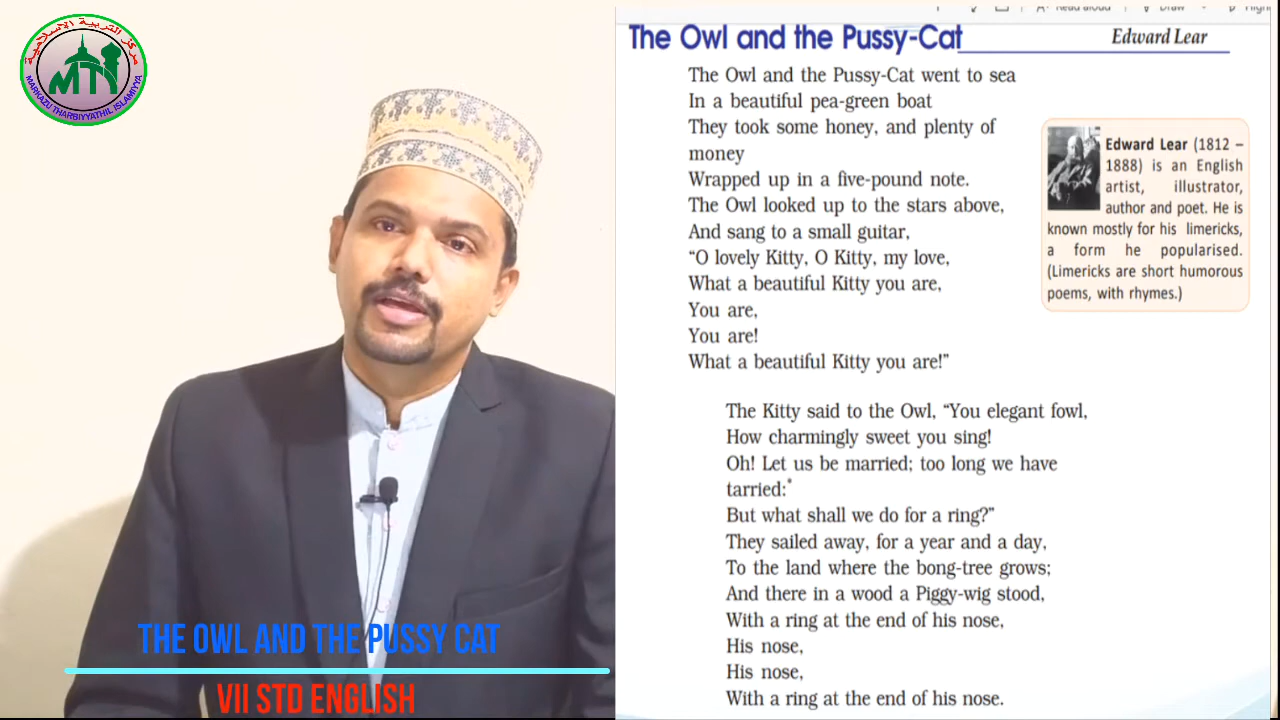 مركز التربية الاسلامية
MTI
MARKAZU THARBIYYATHIL ISLAMIYYA
Read aloud
Draw
The Owl and the Pussy-Cat
Edward Lear
The Owl and the Pussy-Cat went to sea
In a beautiful pea-green boat
They took some honey, and plenty of
money
Wrapped up in a five-pound note.
The Owl looked up to the stars above,
And sang to a small guitar,
“O lovely Kitty, O Kitty, my love,
What a beautiful Kitty you are,
You are,
You are!
What a beautiful Kitty you are!”
Edward Lear (1812 –
1888) is an English
artist, illustrator,
author and poet. He is
known mostly for his limericks,
a form he popularised.
(Limericks are short humorous
poems, with rhymes.)
The Kitty said to the Owl, “You elegant fowl,
How charmingly sweet you sing!
Oh! Let us be married; too long we have
tarried:*
But what shall we do for a ring?”
They sailed away, for a year and a day,
To the land where the bong-tree grows;
And there in a wood a Piggy-wig stood,
With a ring at the end of his nose,
His nose,
His nose,
With a ring at the end of his nose.
THE OWL AND THE PUSSY CAT
VII STD ENGLISH